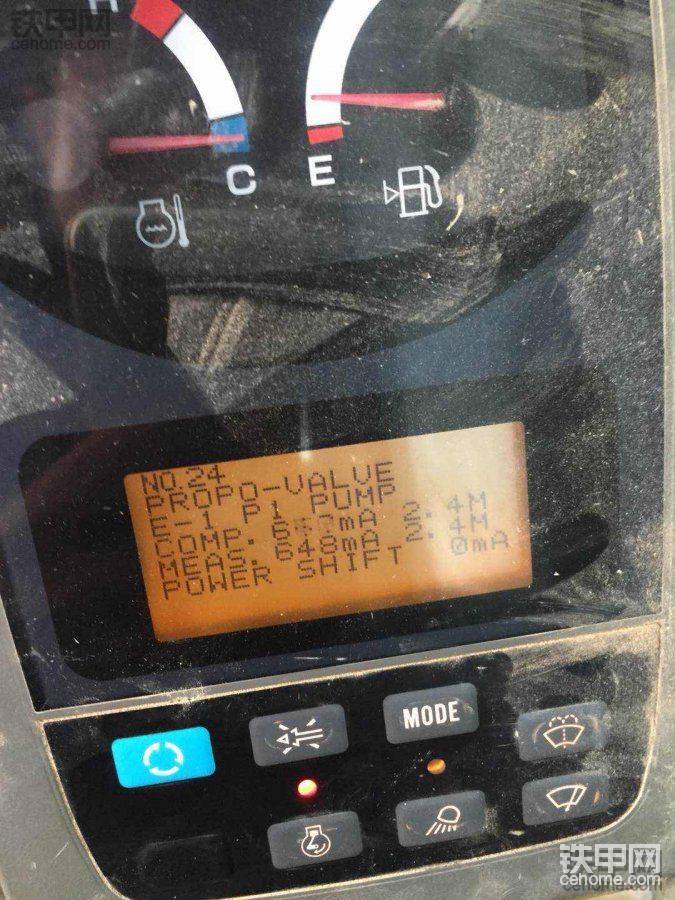 铁甲网
cehome.com
H
C
E
NO.24
PROPO-VALVE
E-1 P1 PUMP
COMP. 2.4M
MEAS. 648mA 2.4M
POWER SHIFT 0mA
MODE
铁甲网
cehome.com